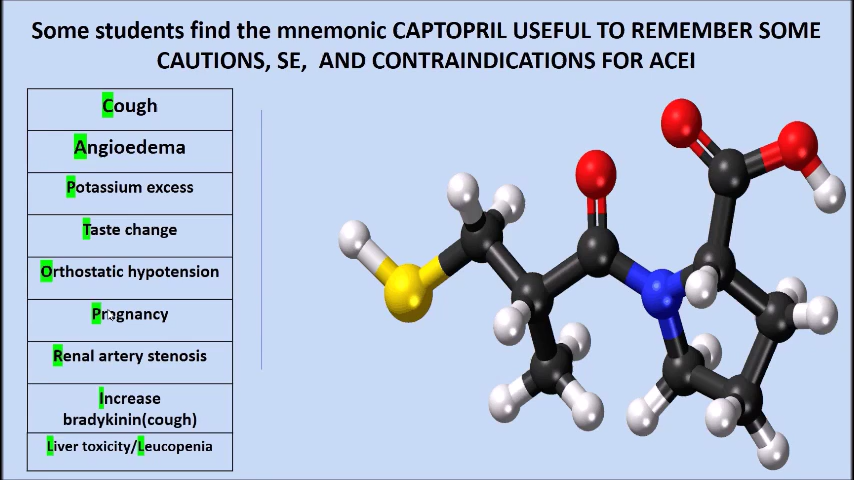 Some students find the mnemonic CAPTOPRIL USEFUL TO REMEMBER SOME
CAUTIONS, SE, AND CONTRAINDICATIONS FOR ACEI
Cough
Angioedema
Potassium excess
Taste change
Orthostatic hypotension
Pregnancy
Renal artery stenosis
Increase
bradykinin(cough)
Liver toxicity/Leucopenia